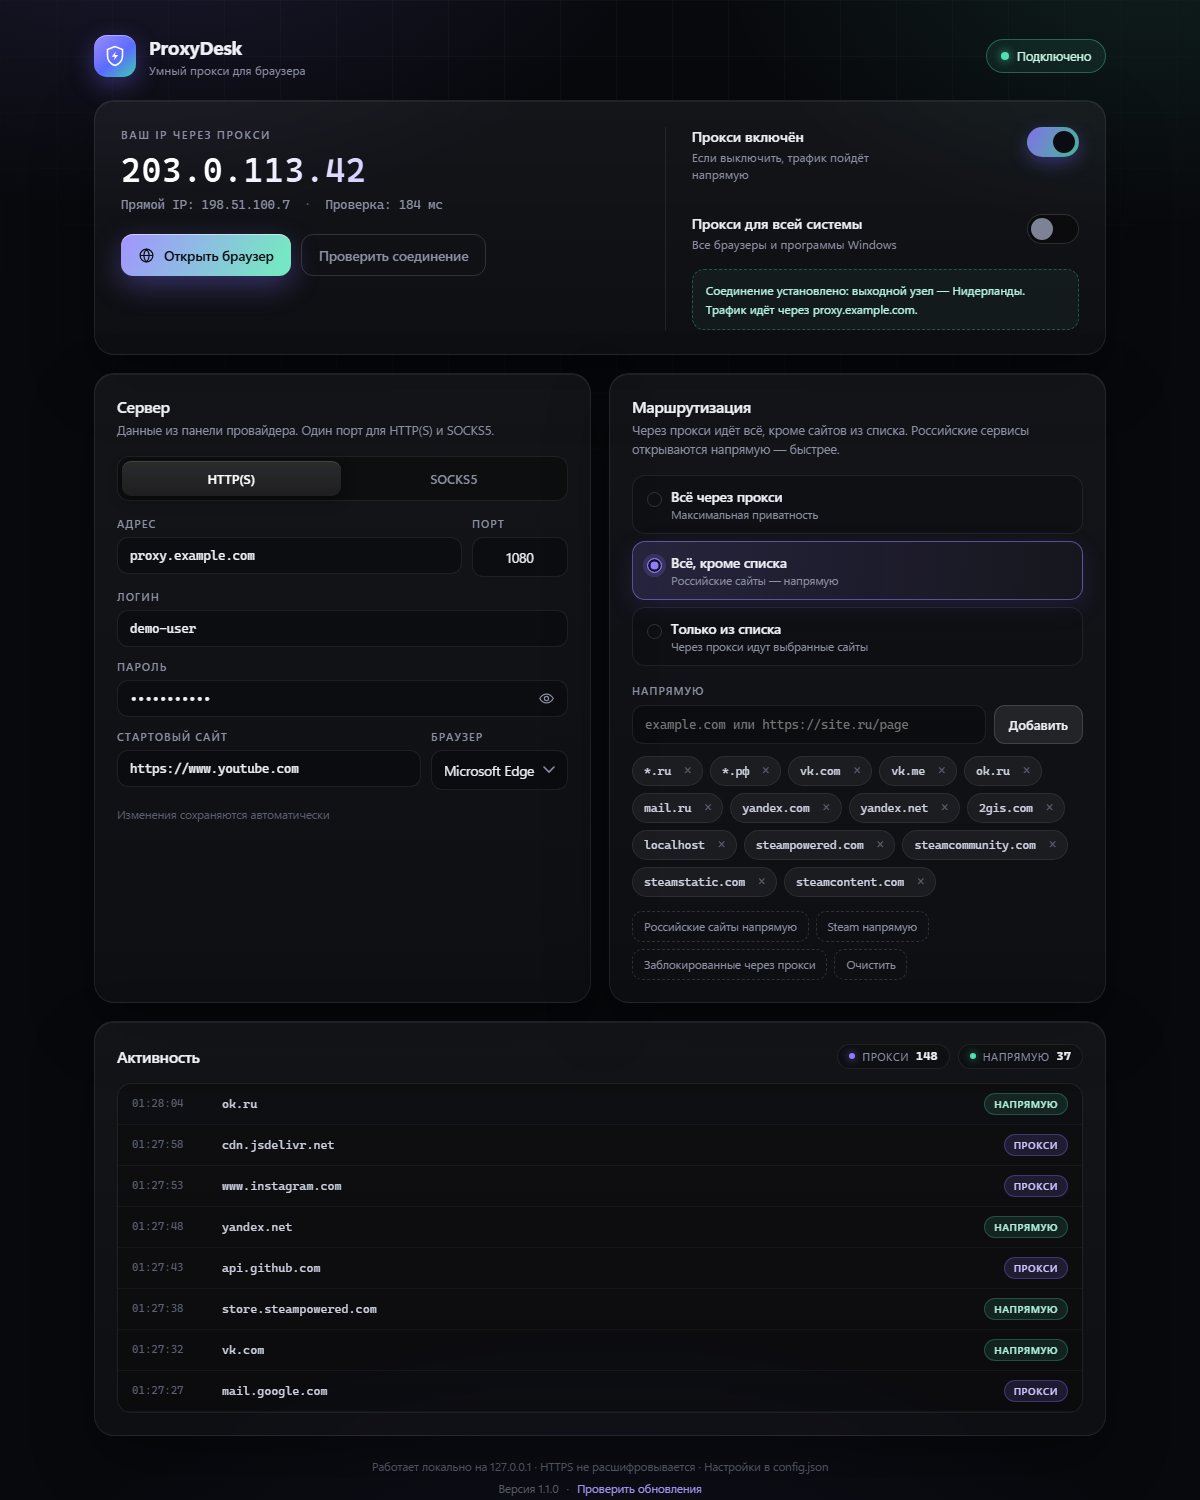 ProxyDesk
Умный прокси для браузера
Подключено
ВАШ IP ЧЕРЕЗ ПРОКСИ
203.0.113.42
Прямой IP: 198.51.100.7 · Проверка: 184 мс
Открыть браузер
Проверить соединение
Прокси включён
Если выключить, трафик пойдёт
напрямую
Прокси для всей системы
Все браузеры и программы Windows
Соединение установлено: выходной узел — Нидерланды.
Трафик идёт через proxy.example.com.
Сервер
Данные из панели провайдера. Один порт для HTTP(S) и SOCKS5.
HTTP(S) SOCKS5
АДРЕС ПОРТ
proxy.example.com 1080
ЛОГИН
demo-user
ПАРОЛЬ
•••••••••••
СТАРТОВЫЙ САЙТ БРАУЗЕР
https://www.youtube.com Microsoft Edge
Изменения сохраняются автоматически
Маршрутизация
Через прокси идёт всё, кроме сайтов из списка. Российские сервисы
открываются напрямую — быстрее.
Всё через прокси
Максимальная приватность
Всё, кроме списка
Российские сайты — напрямую
Только из списка
Через прокси идут выбранные сайты
НАПРЯМУЮ
example.com или https://site.ru/page Добавить
*.ru × *.рф × vk.com × vk.me × ok.ru ×
mail.ru × yandex.com × yandex.net × 2gis.com ×
localhost × steampowered.com × steamcommunity.com ×
steamstatic.com × steamcontent.com ×
Российские сайты напрямую Steam напрямую
Заблокированные через прокси Очистить
Активность
ПРОКСИ 148 НАПРЯМУЮ 37
01:28:04 ok.ru НАПРЯМУЮ
01:27:58 cdn.jsdelivr.net ПРОКСИ
01:27:53 www.instagram.com ПРОКСИ
01:27:48 yandex.net НАПРЯМУЮ
01:27:43 api.github.com ПРОКСИ
01:27:38 store.steampowered.com НАПРЯМУЮ
01:27:32 vk.com НАПРЯМУЮ
01:27:27 mail.google.com ПРОКСИ
Работает локально на 127.0.0.1 · HTTPS не расшифровывается · Настройки в config.json
Версия 1.1.0 · Проверить обновления